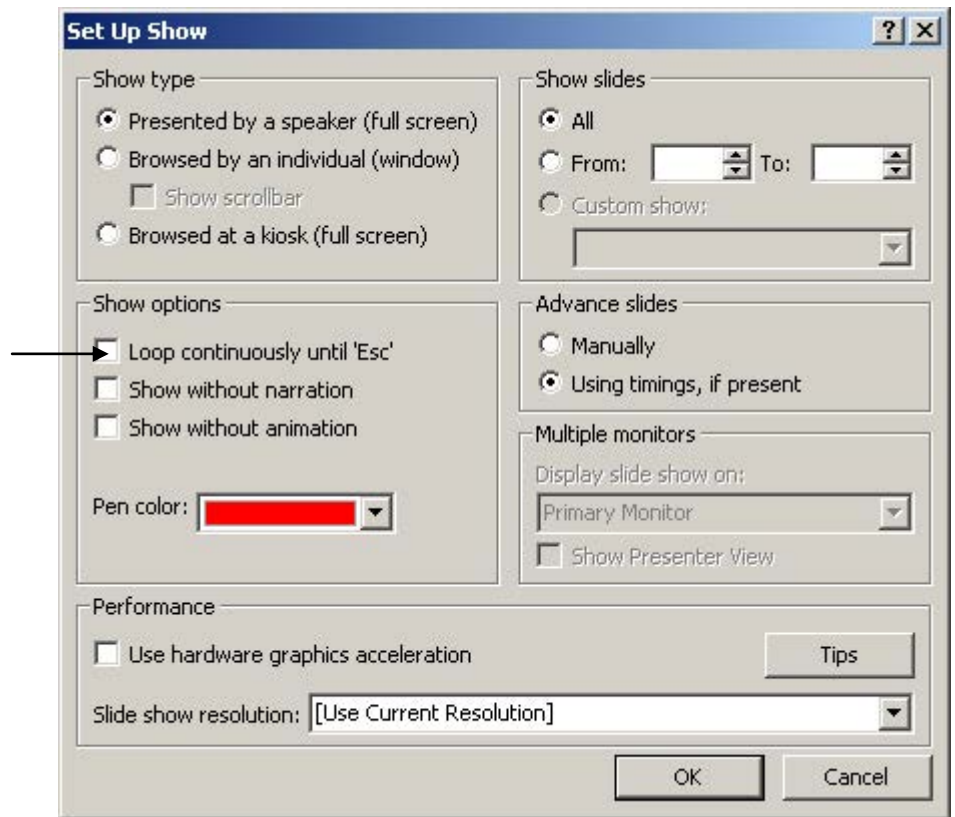 Set Up Show
Show type
Presented by a speaker (full screen)
Browsed by an individual (window)
Show scrollbar
Browsed at a kiosk (full screen)
Show slides
All
From: To:
Custom show:
Show options
Loop continuously until 'Esc'
Show without narration
Show without animation
Pen color:
Advance slides
Manually
Using timings, if present
Multiple monitors
Display slide show on:
Primary Monitor
Show Presenter View
Performance
Use hardware graphics acceleration
Tips
Slide show resolution: [Use Current Resolution]
OK Cancel